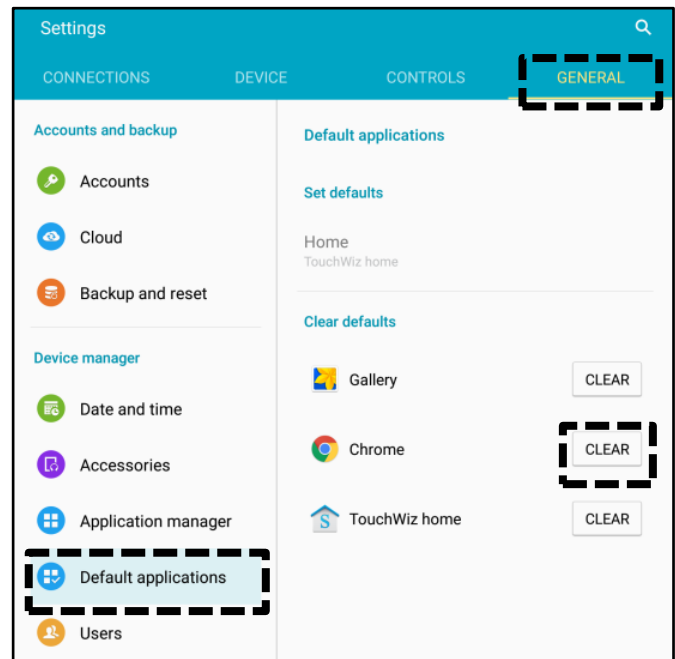 Settings
CONNECTIONS DEVICE CONTROLS GENERAL
Accounts and backup
Accounts
Cloud
Backup and reset
Device manager
Date and time
Accessories
Application manager
Default applications
Users
Default applications
Set defaults
Home
TouchWiz home
Clear defaults
Gallery CLEAR
Chrome CLEAR
S TouchWiz home CLEAR